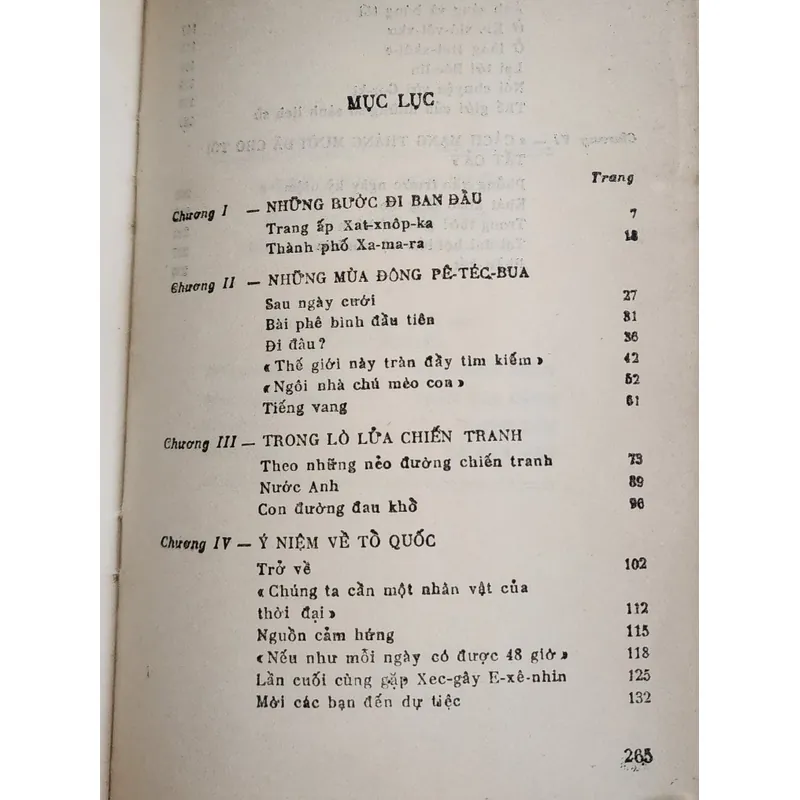 MỤC LỤC
Trang
Chương I — NHỮNG BƯỚC ĐI BAN ĐẦU
Trang ấp Xat-xnôp-ka 7
Thành phố Xa-ma-ra 18
Chương II — NHỮNG MÙA ĐÔNG PÊ-TÉC-BUA
Sau ngày cưới 27
Bài phê bình đầu tiên 31
Đi đâu? 36
«Thế giới này tràn đầy tìm kiếm» 42
«Ngôi nhà chú mèo con» 52
Tiếng vang 61
Chương III — TRONG LÒ LỬA CHIẾN TRANH
Theo những nẻo đường chiến tranh 73
Nước Anh 89
Con đường đau khổ 96
Chương IV — Ý NIỆM VỀ TỔ QUỐC
Trở về 102
«Chúng ta cần một nhân vật của
thời đại» 112
Nguồn cảm hứng 115
«Nếu như mỗi ngày có được 48 giờ» 118
Lần cuối cùng gặp Xec-gây E-xê-nhin 125
Mời các bạn đến dự tiệc 132
265